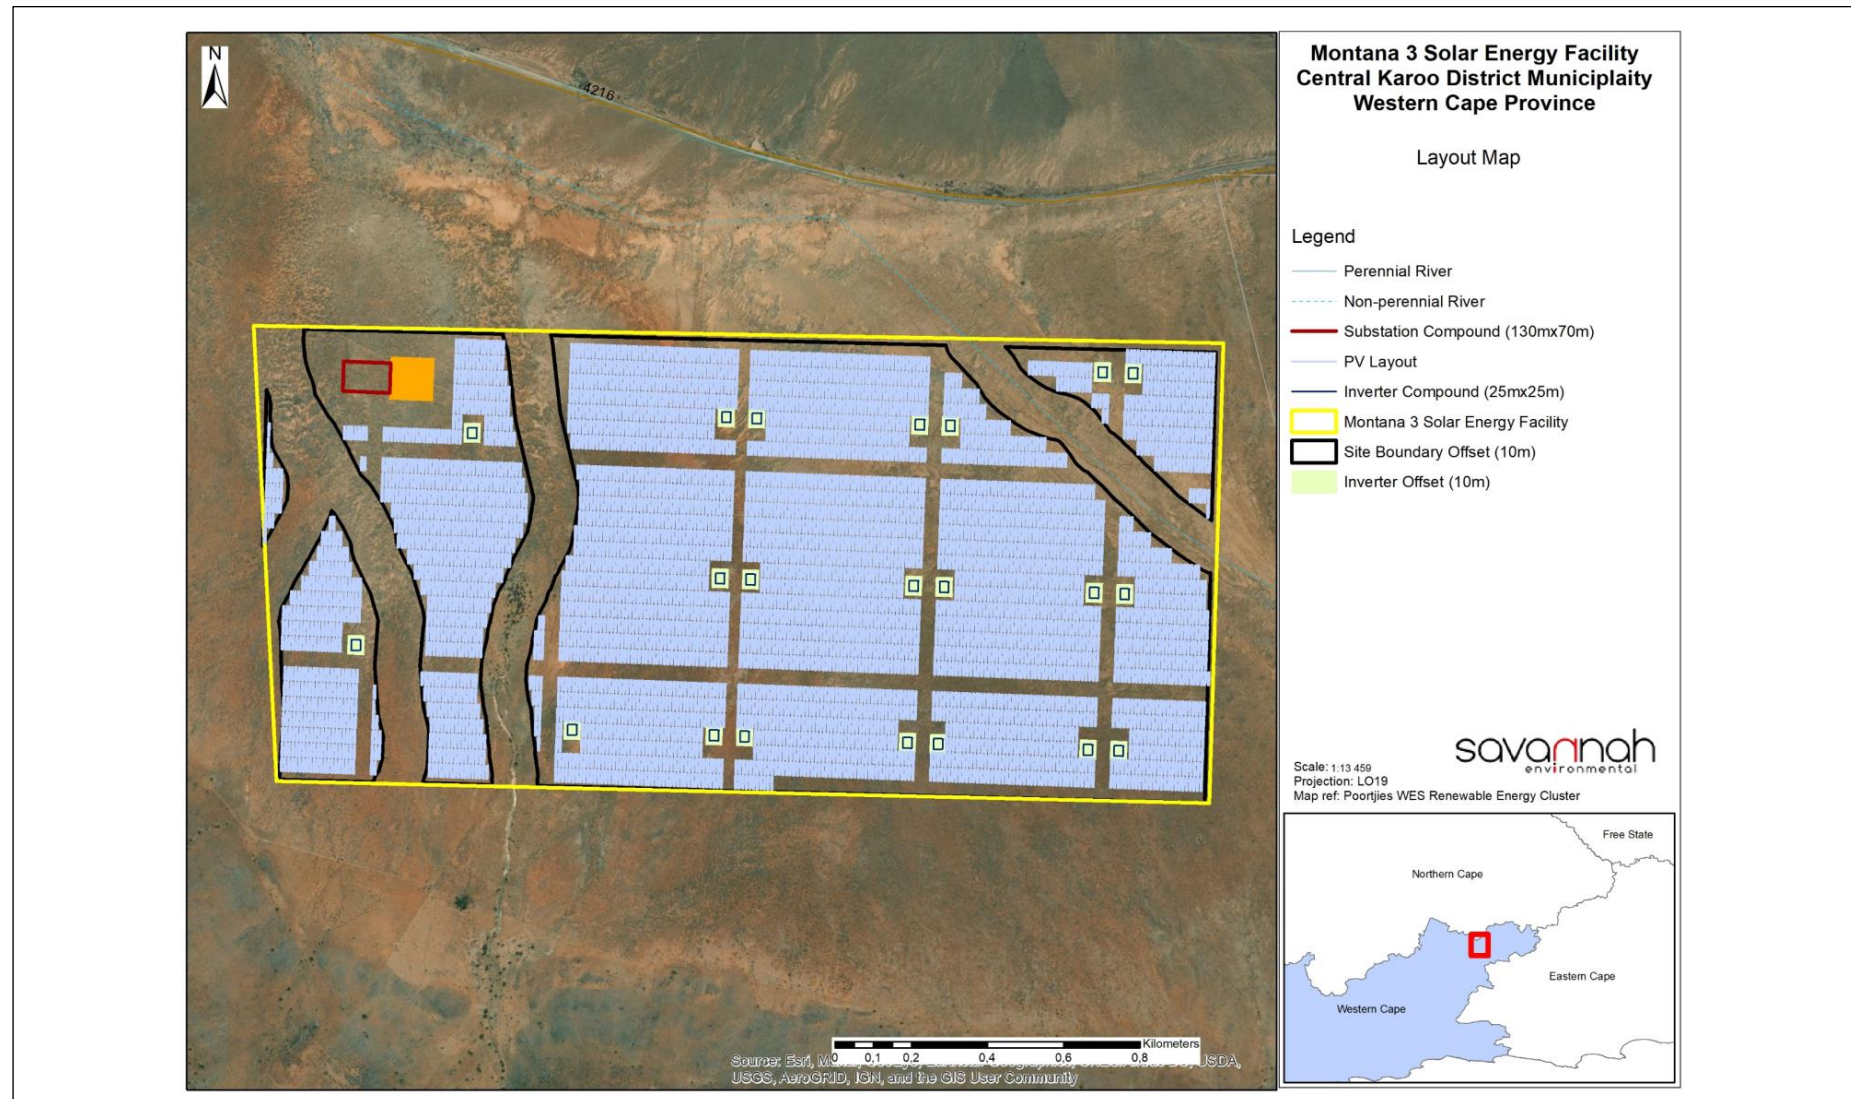 N
4216
Montana 3 Solar Energy Facility
Central Karoo District Municiplaity
Western Cape Province
Layout Map
Legend
Perennial River
Non-perennial River
Substation Compound (130mx70m)
PV Layout
Inverter Compound (25mx25m)
Montana 3 Solar Energy Facility
Site Boundary Offset (10m)
Inverter Offset (10m)
savannah
environmental
Scale: 1:13 459
Projection: LO19
Map ref: Poortjies WES Renewable Energy Cluster
Free State
Northern Cape
Eastern Cape
Western Cape
Kilometers
0 0,1 0,2 0,4 0,6 0,8
Source: Esri, USDA,
USGS, AeroGRID, IGN, and the GIS User Community